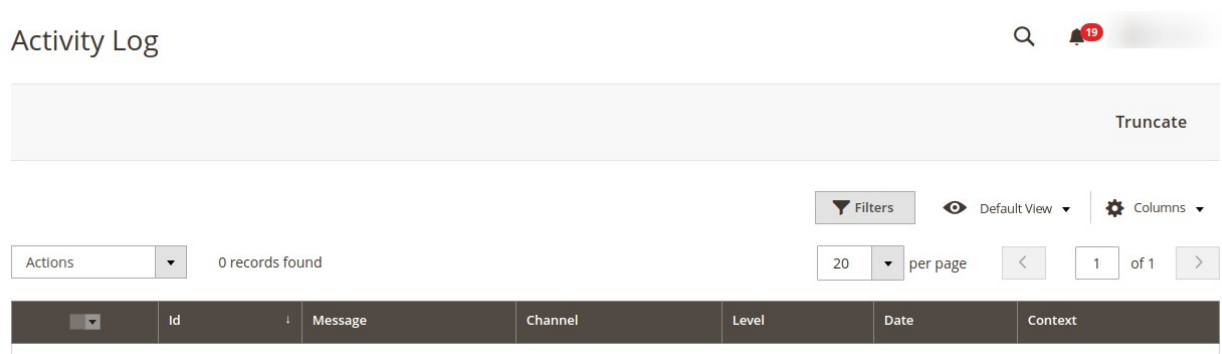 Activity Log
19
Truncate
Filters Default View Columns
Actions 0 records found 20 per page 1 of 1
Id ↓ Message Channel Level Date Context